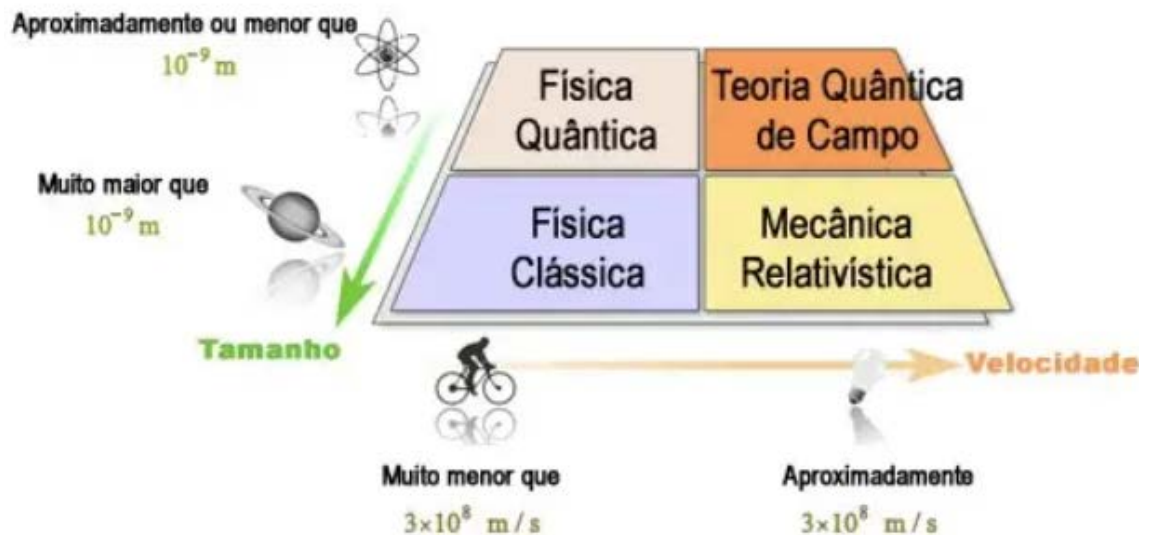 Aproximadamente ou menor que
10⁻⁹ m
Física
Quântica
Teoria Quântica
de Campo
Muito maior que
10⁻⁹ m
Física
Clássica
Mecânica
Relativística
Tamanho
Velocidade
Muito menor que
3×10⁸ m/s
Aproximadamente
3×10⁸ m/s